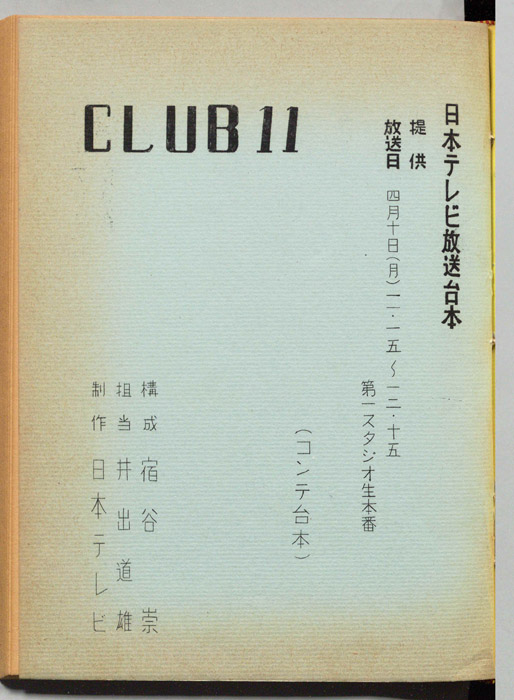 日本テレビ放送台本
提供
放送日 四月十日(月)一一・一五〜一二・十五
第一スタジオ生本番
CLUB 11
(コンテ台本)
構成 宿谷崇
担当 井出道雄
制作 日本テレビ